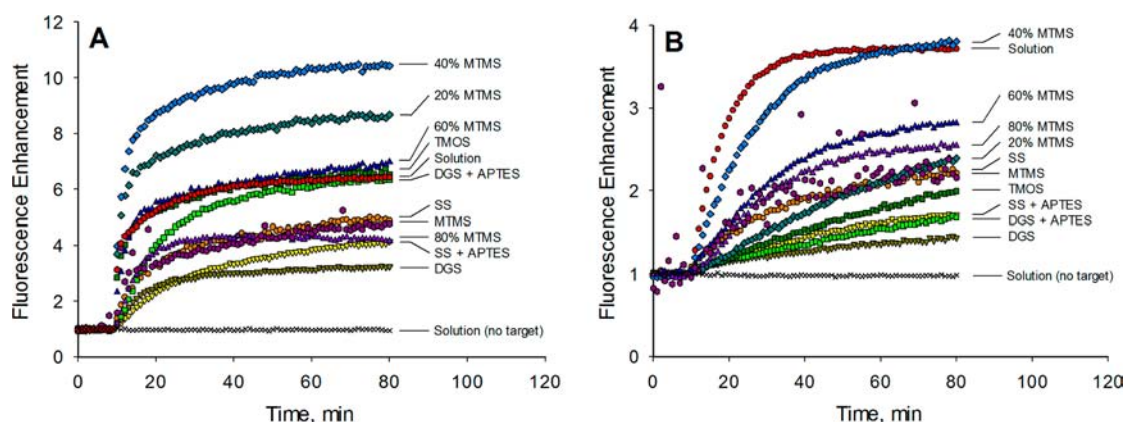 A
Fluorescence Enhancement
12
10
8
6
4
2
0
0 20 40 60 80 100 120
Time, min
40% MTMS
20% MTMS
60% MTMS
TMOS
Solution
DGS + APTES
SS
MTMS
80% MTMS
SS + APTES
DGS
Solution (no target)
B
Fluorescence Enhancement
4
3
2
1
0
0 20 40 60 80 100 120
Time, min
40% MTMS
Solution
60% MTMS
80% MTMS
20% MTMS
SS
MTMS
TMOS
SS + APTES
DGS + APTES
DGS
Solution (no target)